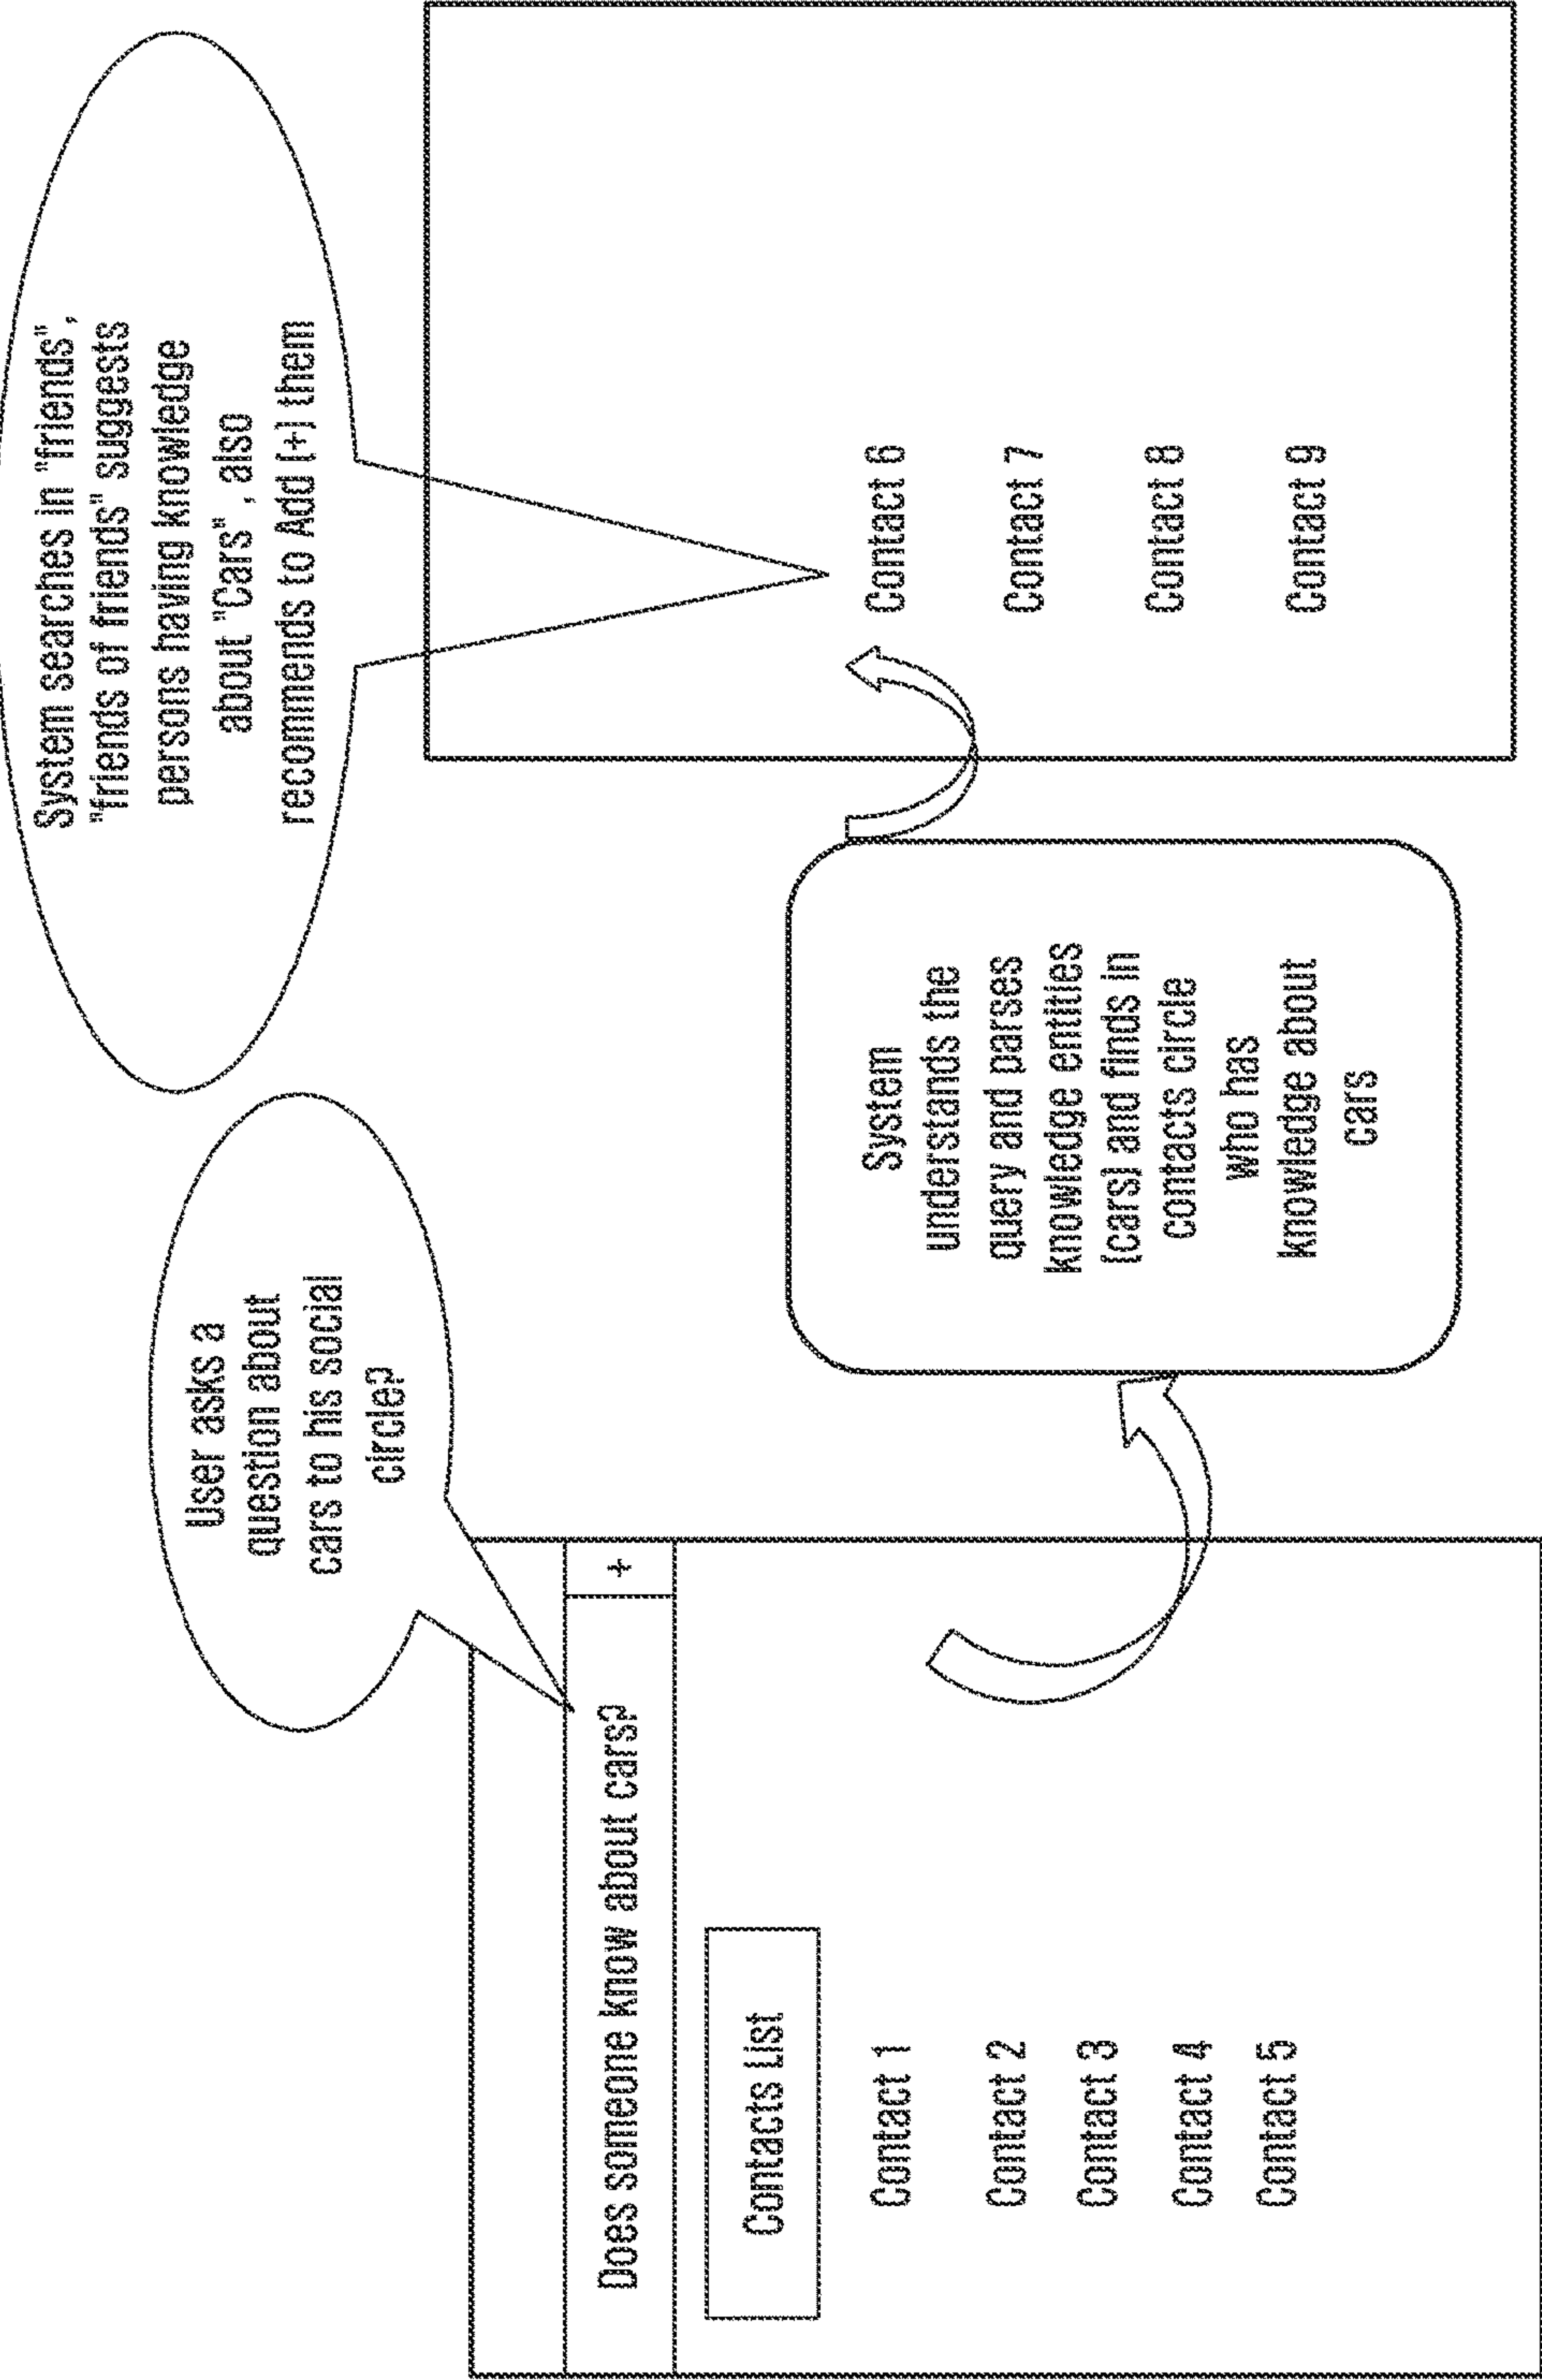 User asks a
question about
cars to his social
circle?
Does someone know about cars?
+
Contacts List
Contact 1
Contact 2
Contact 3
Contact 4
Contact 5
System
understands the
query and parses
knowledge entities
(cars) and finds in
contacts circle
who has
knowledge about
cars
System searches in "friends",
"friends of friends" suggests
persons having knowledge
about "Cars" , also
recommends to Add (+) them
Contact 6
Contact 7
Contact 8
Contact 9